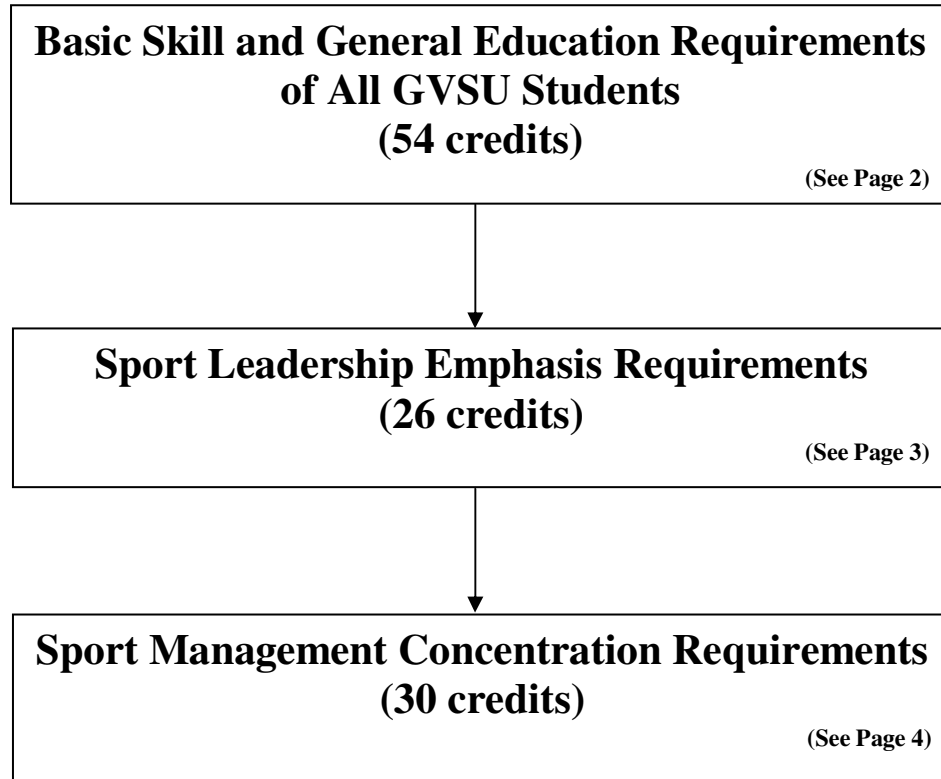 Basic Skill and General Education Requirements
of All GVSU Students
(54 credits)
(See Page 2)
Sport Leadership Emphasis Requirements
(26 credits)
(See Page 3)
Sport Management Concentration Requirements
(30 credits)
(See Page 4)